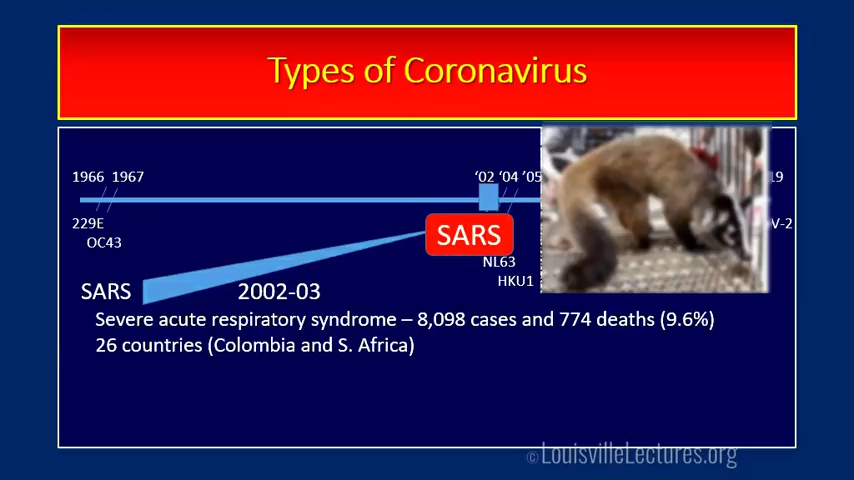 Types of Coronavirus
1966 1967 '02 '04 '05 19
229E V-2
OC43
SARS
NL63
HKU1
SARS 2002-03
Severe acute respiratory syndrome – 8,098 cases and 774 deaths (9.6%)
26 countries (Colombia and S. Africa)
© LouisvilleLectures.org